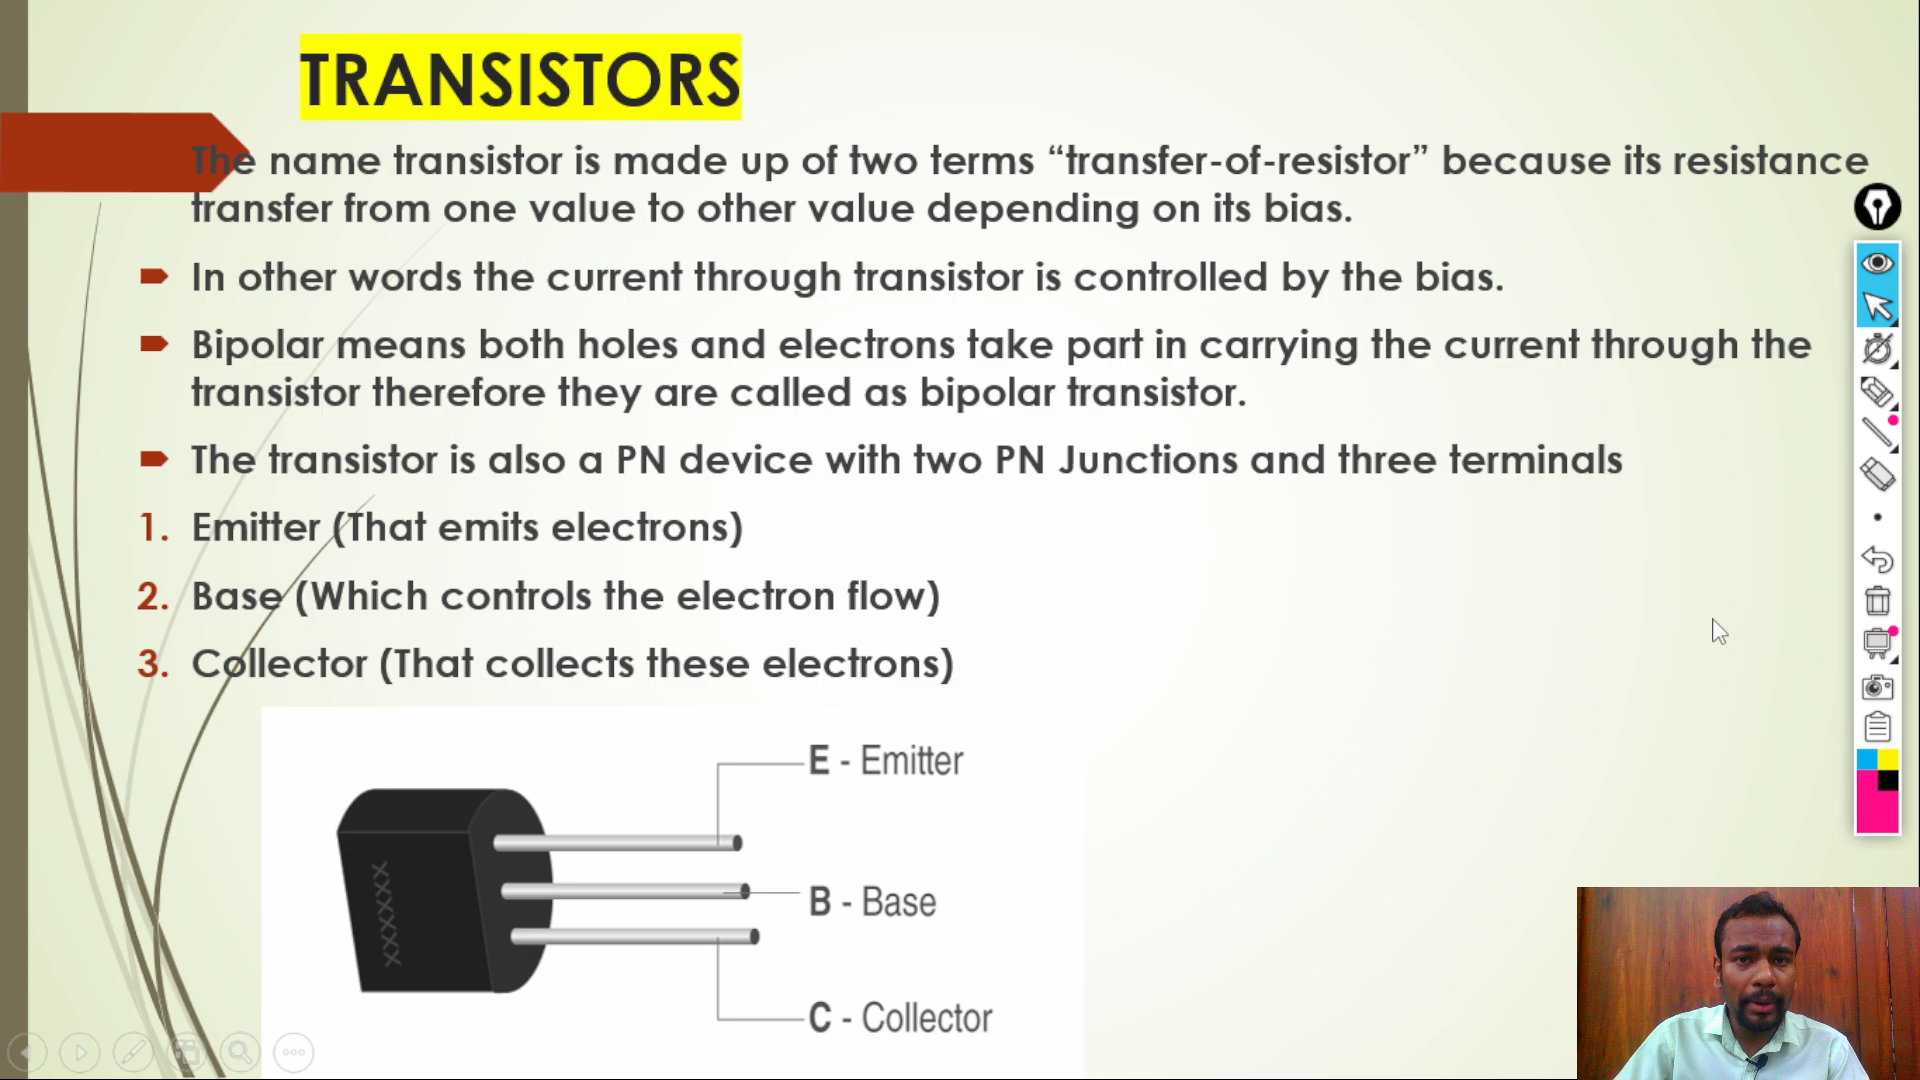 TRANSISTORS
The name transistor is made up of two terms “transfer-of-resistor” because its resistance
transfer from one value to other value depending on its bias.
In other words the current through transistor is controlled by the bias.
Bipolar means both holes and electrons take part in carrying the current through the
transistor therefore they are called as bipolar transistor.
The transistor is also a PN device with two PN Junctions and three terminals
1. Emitter (That emits electrons)
2. Base (Which controls the electron flow)
3. Collector (That collects these electrons)
E - Emitter
XXXXXX
B - Base
C - Collector